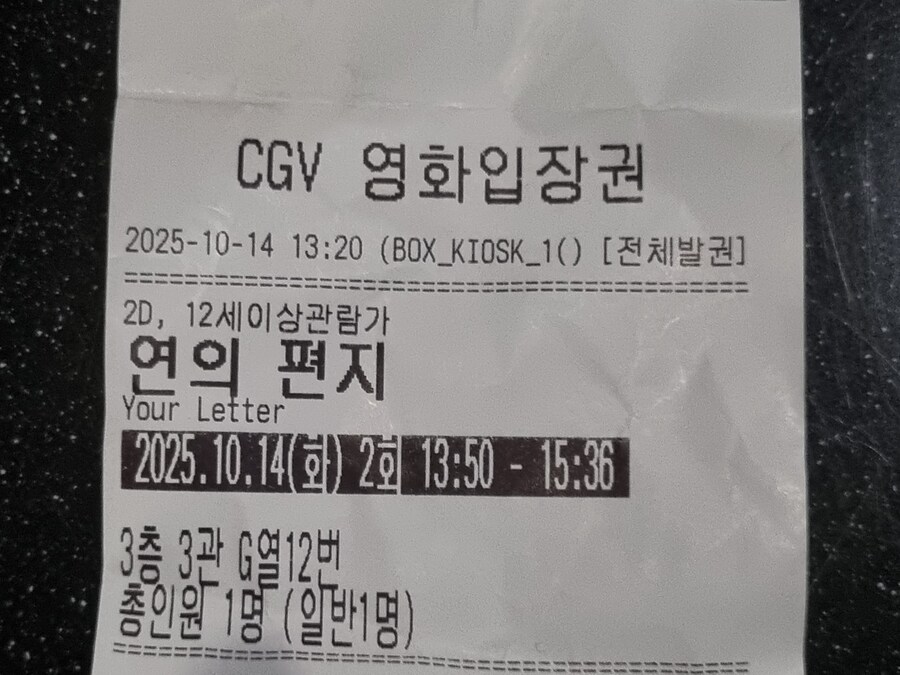 CGV 영화입장권
2025-10-14 13:20 (BOX_KIOSK_1() [전체발권]
================================================
2D, 12세이상관람가
연의 편지
Your Letter
2025.10.14(화) 2회 13:50 - 15:36
3층 3관 G열12번
총인원 1명 (일반1명)
================================================